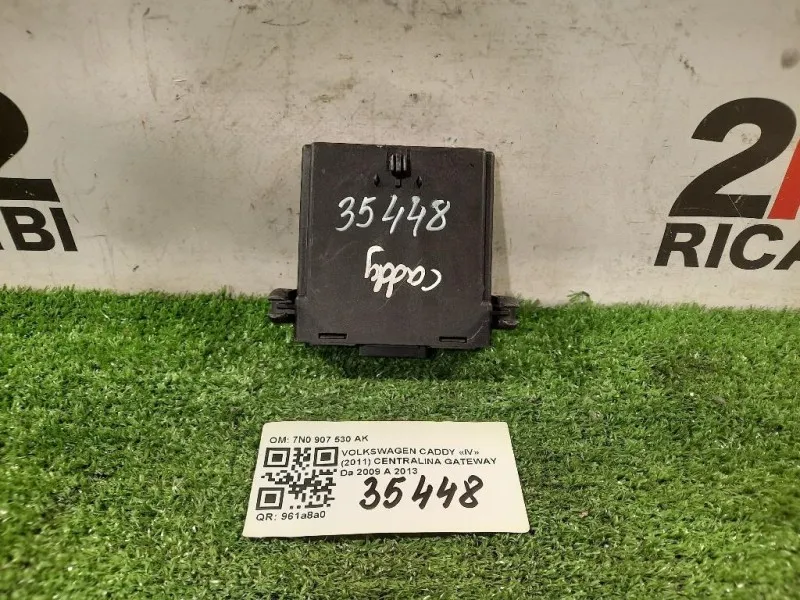 2
MBI
2
RICA
35448
caddy
OM: 7N0 907 530 AK
VOLKSWAGEN CADDY «IV»
(2011) CENTRALINA GATEWAY
Da 2009 A 2013
35448
QR: 961a8a0